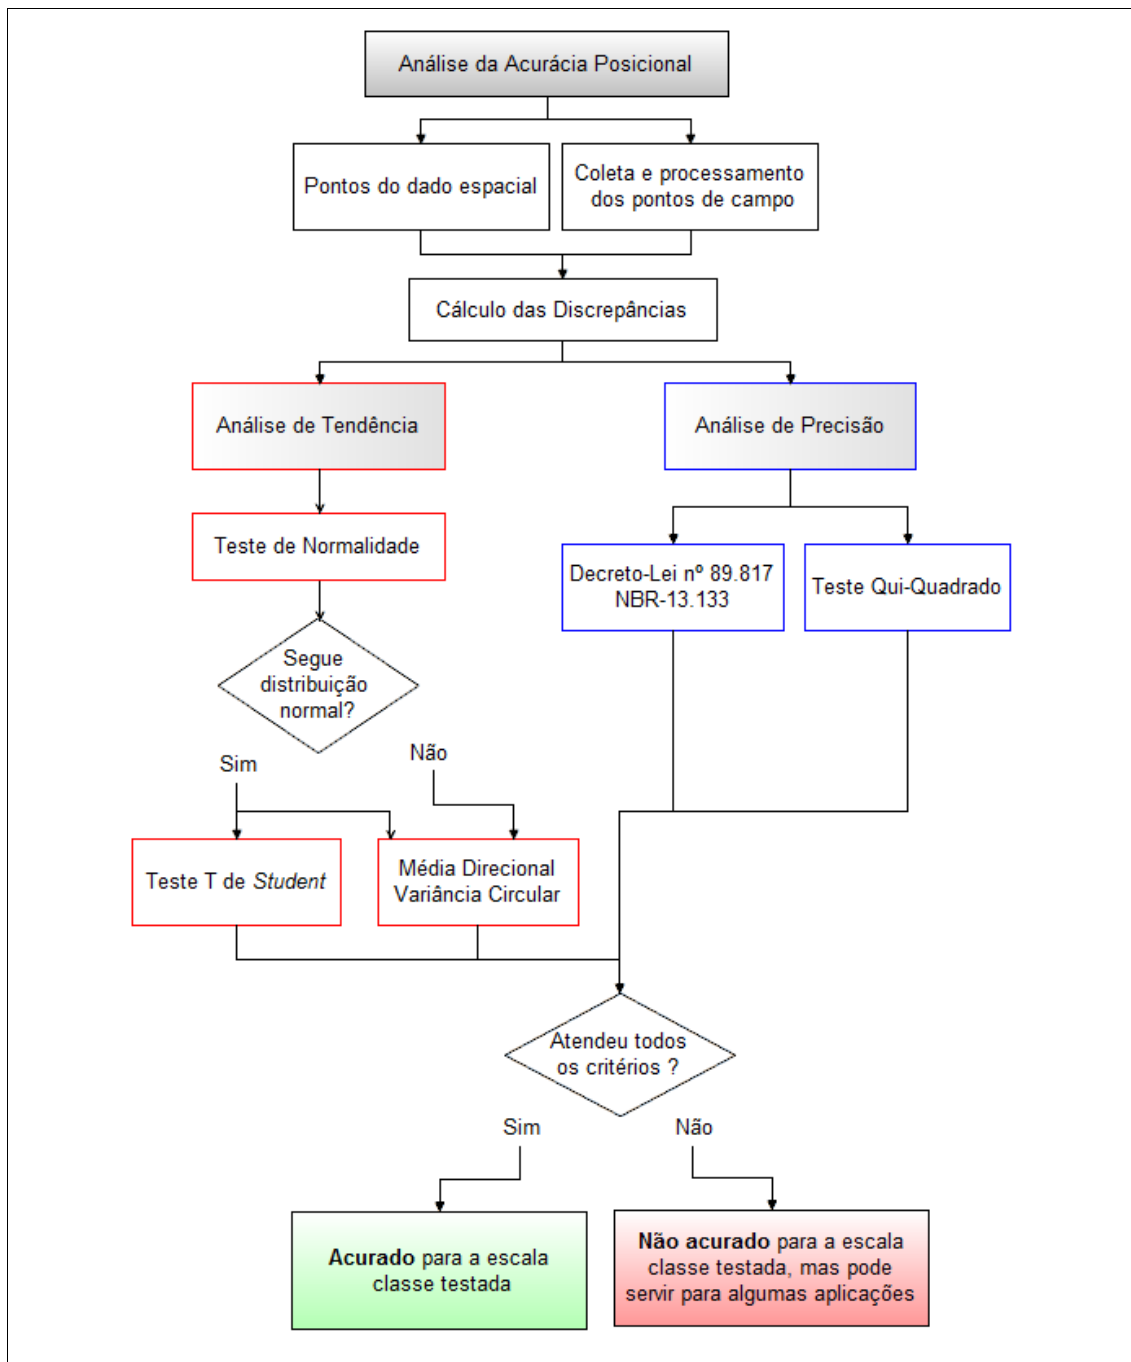 Análise da Acurácia Posicional
Pontos do dado espacial
Coleta e processamento
dos pontos de campo
Cálculo das Discrepâncias
Análise de Tendência
Análise de Precisão
Teste de Normalidade
Decreto-Lei nº 89.817
NBR-13.133
Teste Qui-Quadrado
Segue
distribuição
normal?
Sim
Não
Teste T de Student
Média Direcional
Variância Circular
Atendeu todos
os critérios ?
Sim
Não
Acurado para a escala
classe testada
Não acurado para a escala
classe testada, mas pode
servir para algumas aplicações